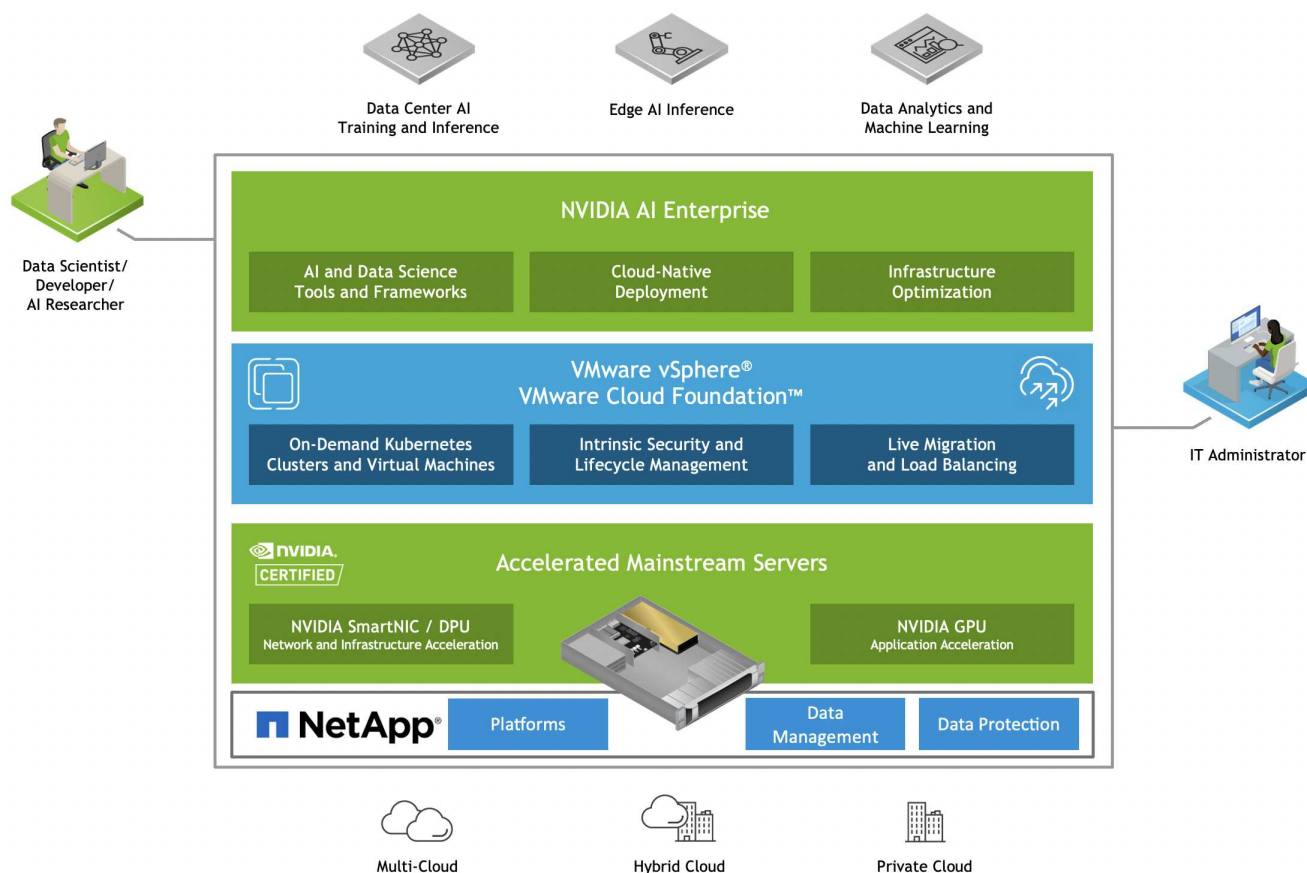 Data Center AI
Training and Inference
Edge AI Inference
Data Analytics and
Machine Learning
Data Scientist/
Developer/
AI Researcher
NVIDIA AI Enterprise
AI and Data Science
Tools and Frameworks
Cloud-Native
Deployment
Infrastructure
Optimization
VMware vSphere®
VMware Cloud Foundation™
On-Demand Kubernetes
Clusters and Virtual Machines
Intrinsic Security and
Lifecycle Management
Live Migration
and Load Balancing
IT Administrator
NVIDIA.
CERTIFIED
Accelerated Mainstream Servers
NVIDIA SmartNIC / DPU
Network and Infrastructure Acceleration
NVIDIA GPU
Application Acceleration
NetApp®
Platforms
Data
Management
Data Protection
Multi-Cloud
Hybrid Cloud
Private Cloud